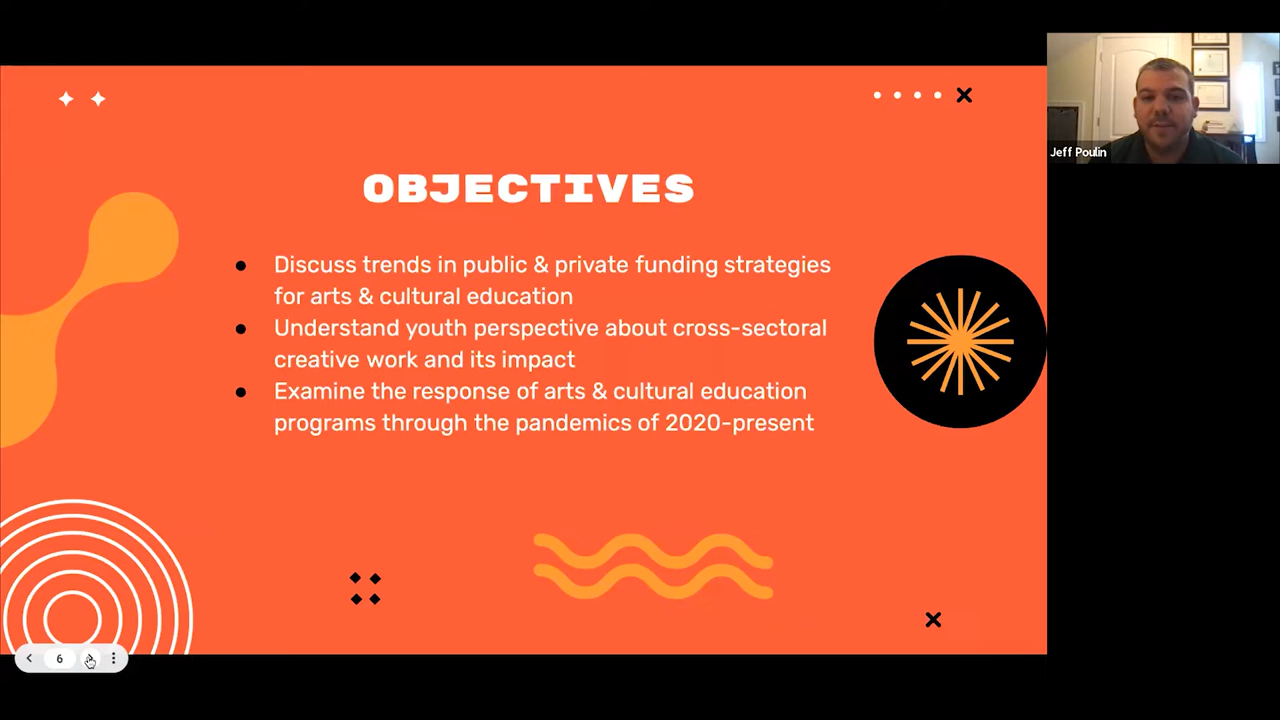 OBJECTIVES
● Discuss trends in public & private funding strategies
for arts & cultural education
● Understand youth perspective about cross-sectoral
creative work and its impact
● Examine the response of arts & cultural education
programs through the pandemics of 2020-present
Jeff Poulin
6